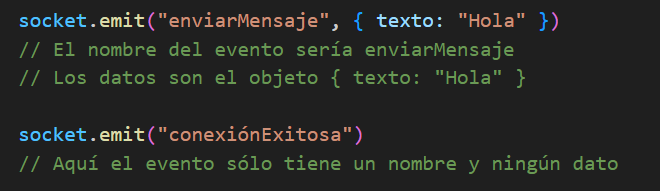 socket.emit("enviarMensaje", { texto: "Hola" })
// El nombre del evento sería enviarMensaje
// Los datos son el objeto { texto: "Hola" }
socket.emit("conexiónExitosa")
// Aquí el evento sólo tiene un nombre y ningún dato